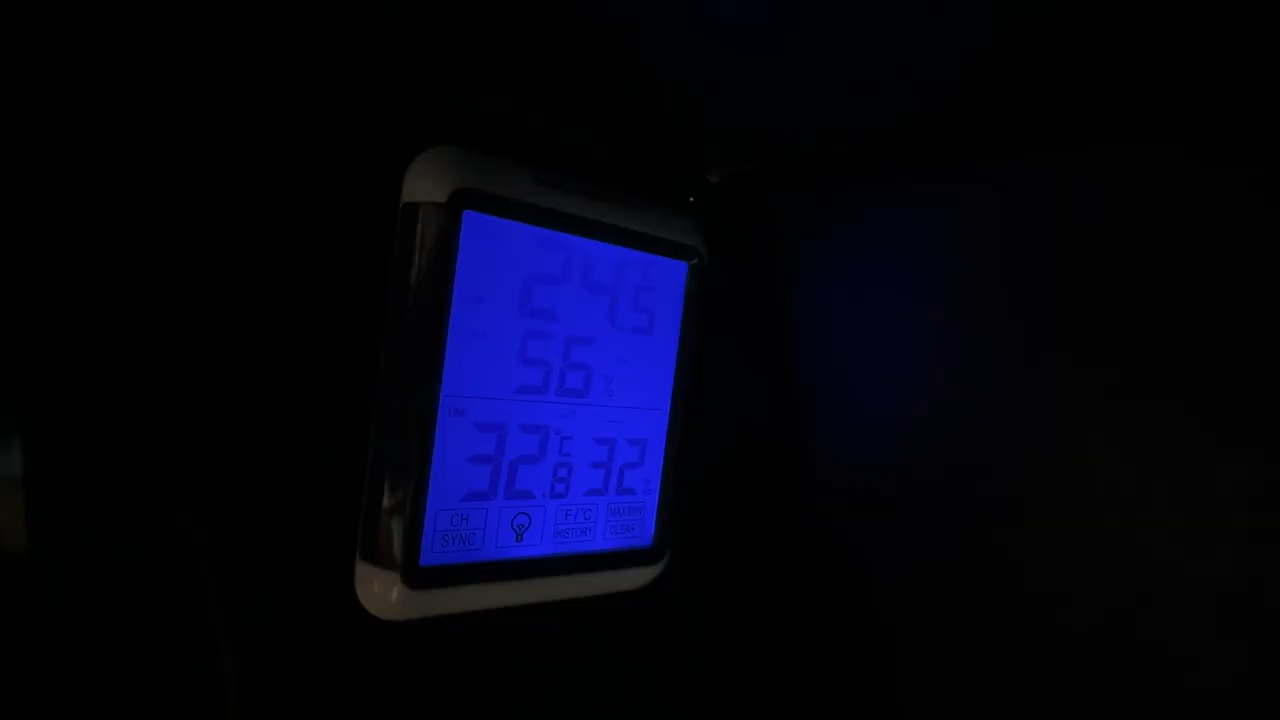 24.5
56 %
32.8 °C 32
CH °F/°C MAX/MIN
SYNC HISTORY CLEAR